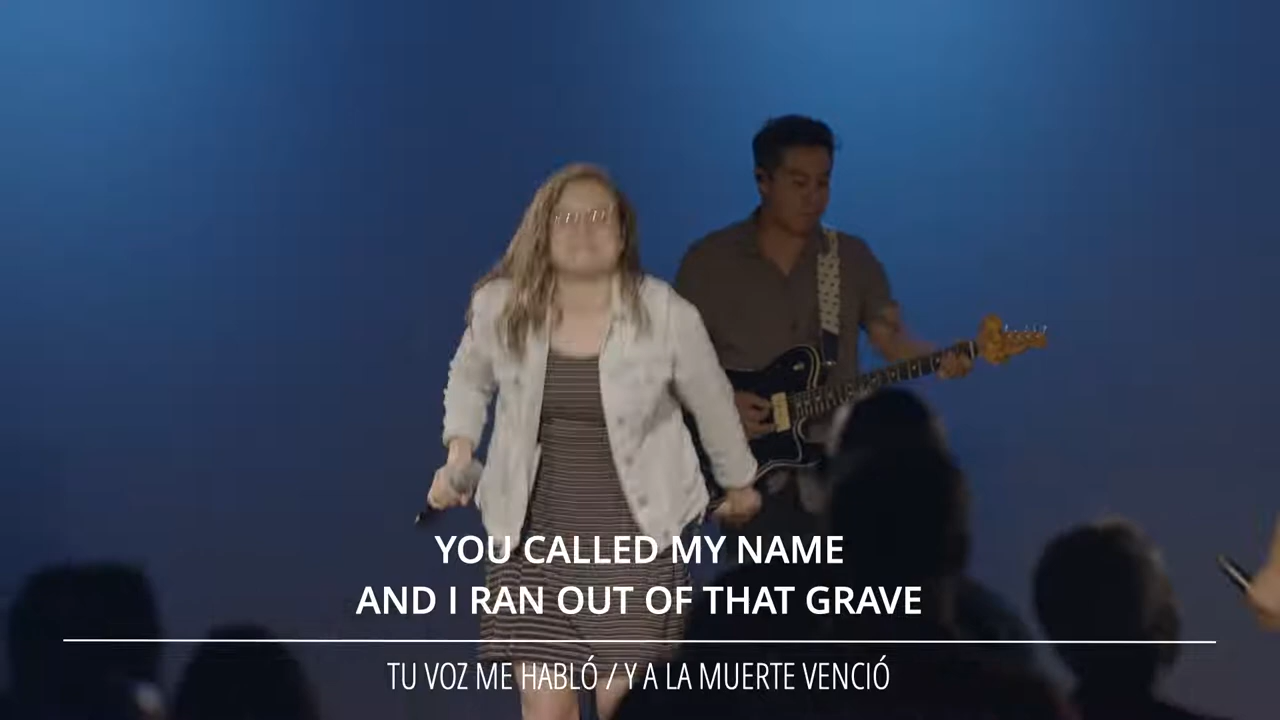 YOU CALLED MY NAME
AND I RAN OUT OF THAT GRAVE
TU VOZ ME HABLÓ / Y A LA MUERTE VENCIÓ